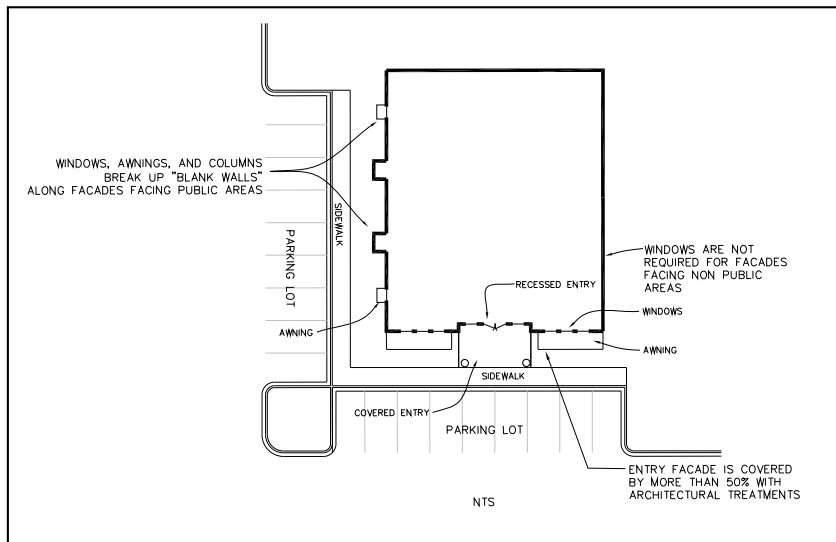 WINDOWS, AWNINGS, AND COLUMNS
BREAK UP "BLANK WALLS"
ALONG FACADES FACING PUBLIC AREAS
SIDEWALK
PARKING LOT
AWNING
RECESSED ENTRY
WINDOWS ARE NOT
REQUIRED FOR FACADES
FACING NON PUBLIC
AREAS
WINDOWS
AWNING
SIDEWALK
COVERED ENTRY
PARKING LOT
ENTRY FACADE IS COVERED
BY MORE THAN 50% WITH
ARCHITECTURAL TREATMENTS
NTS